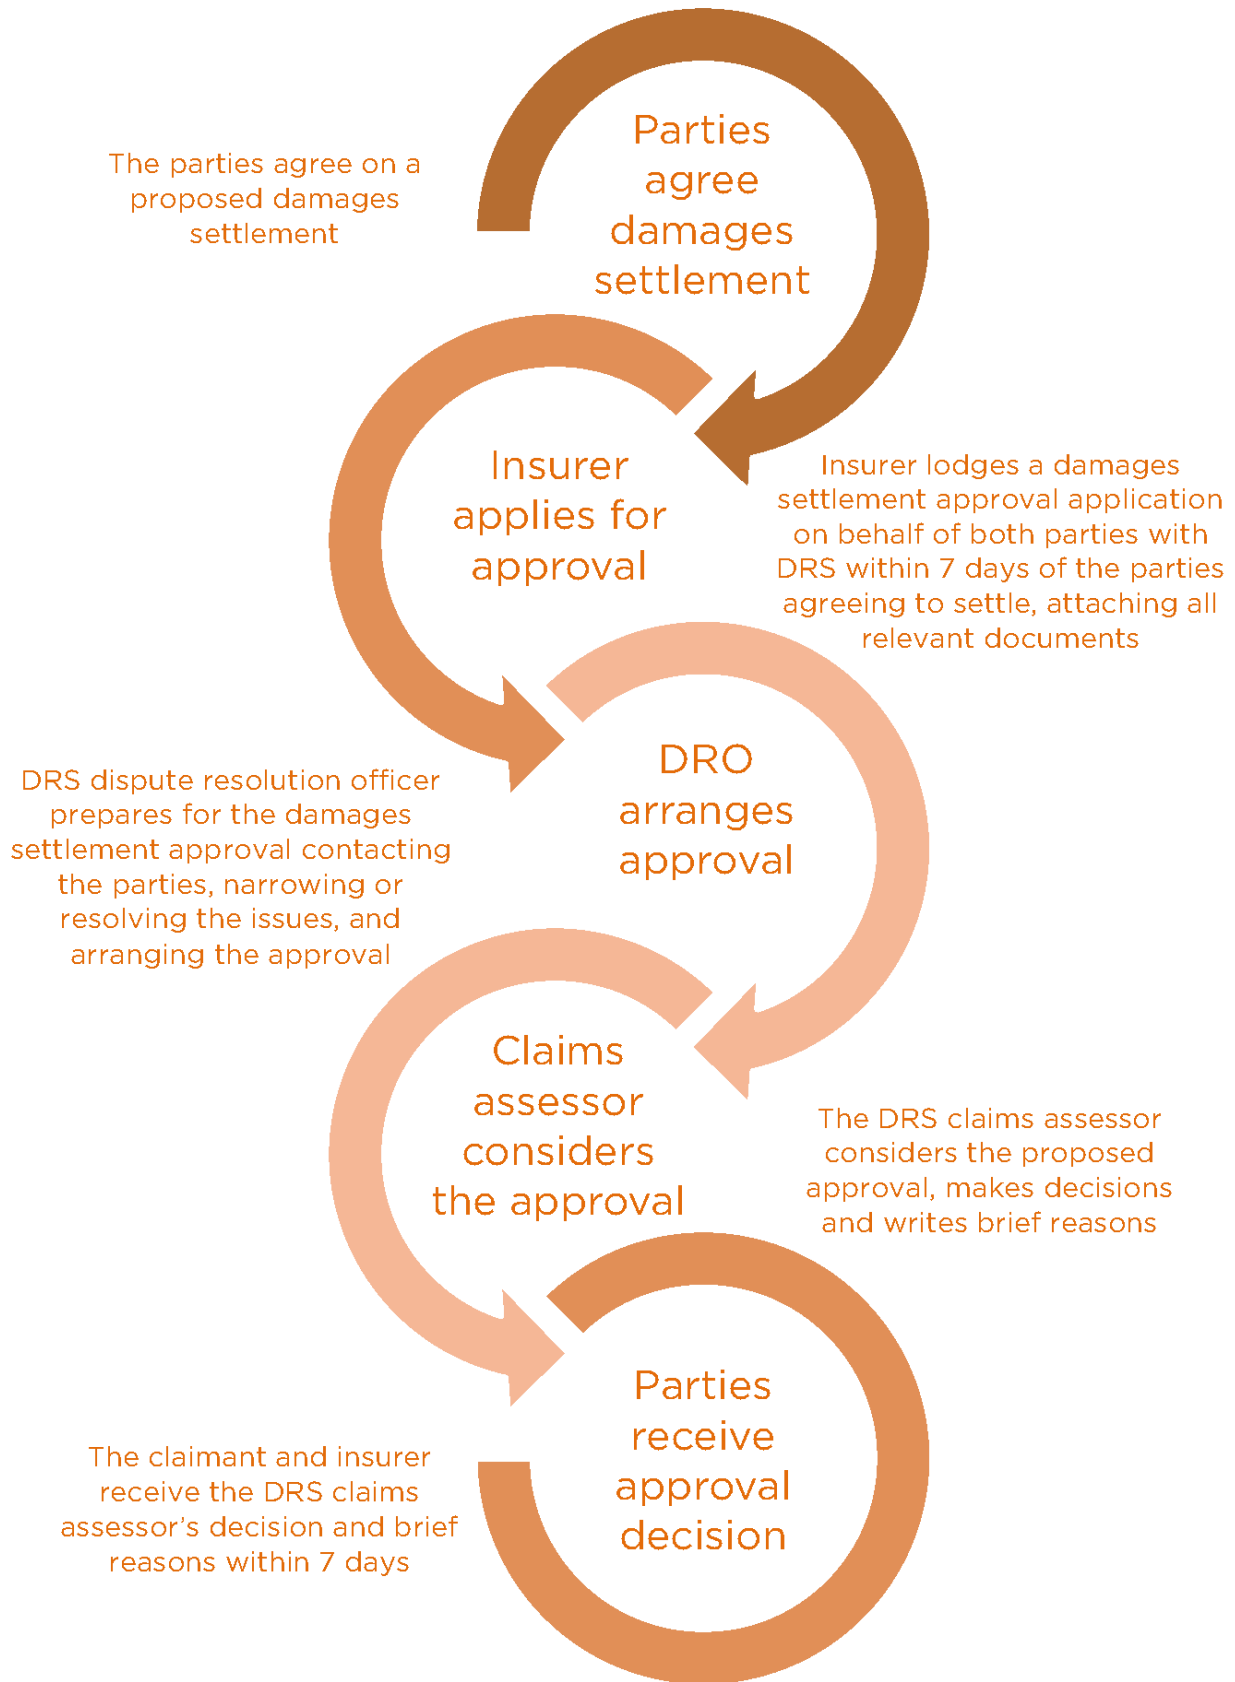 Parties
agree
damages
settlement
The parties agree on a
proposed damages
settlement
Insurer
applies for
approval
Insurer lodges a damages
settlement approval application
on behalf of both parties with
DRS within 7 days of the parties
agreeing to settle, attaching all
relevant documents
DRO
arranges
approval
DRS dispute resolution officer
prepares for the damages
settlement approval contacting
the parties, narrowing or
resolving the issues, and
arranging the approval
Claims
assessor
considers
the approval
The DRS claims assessor
considers the proposed
approval, makes decisions
and writes brief reasons
Parties
receive
approval
decision
The claimant and insurer
receive the DRS claims
assessor’s decision and brief
reasons within 7 days